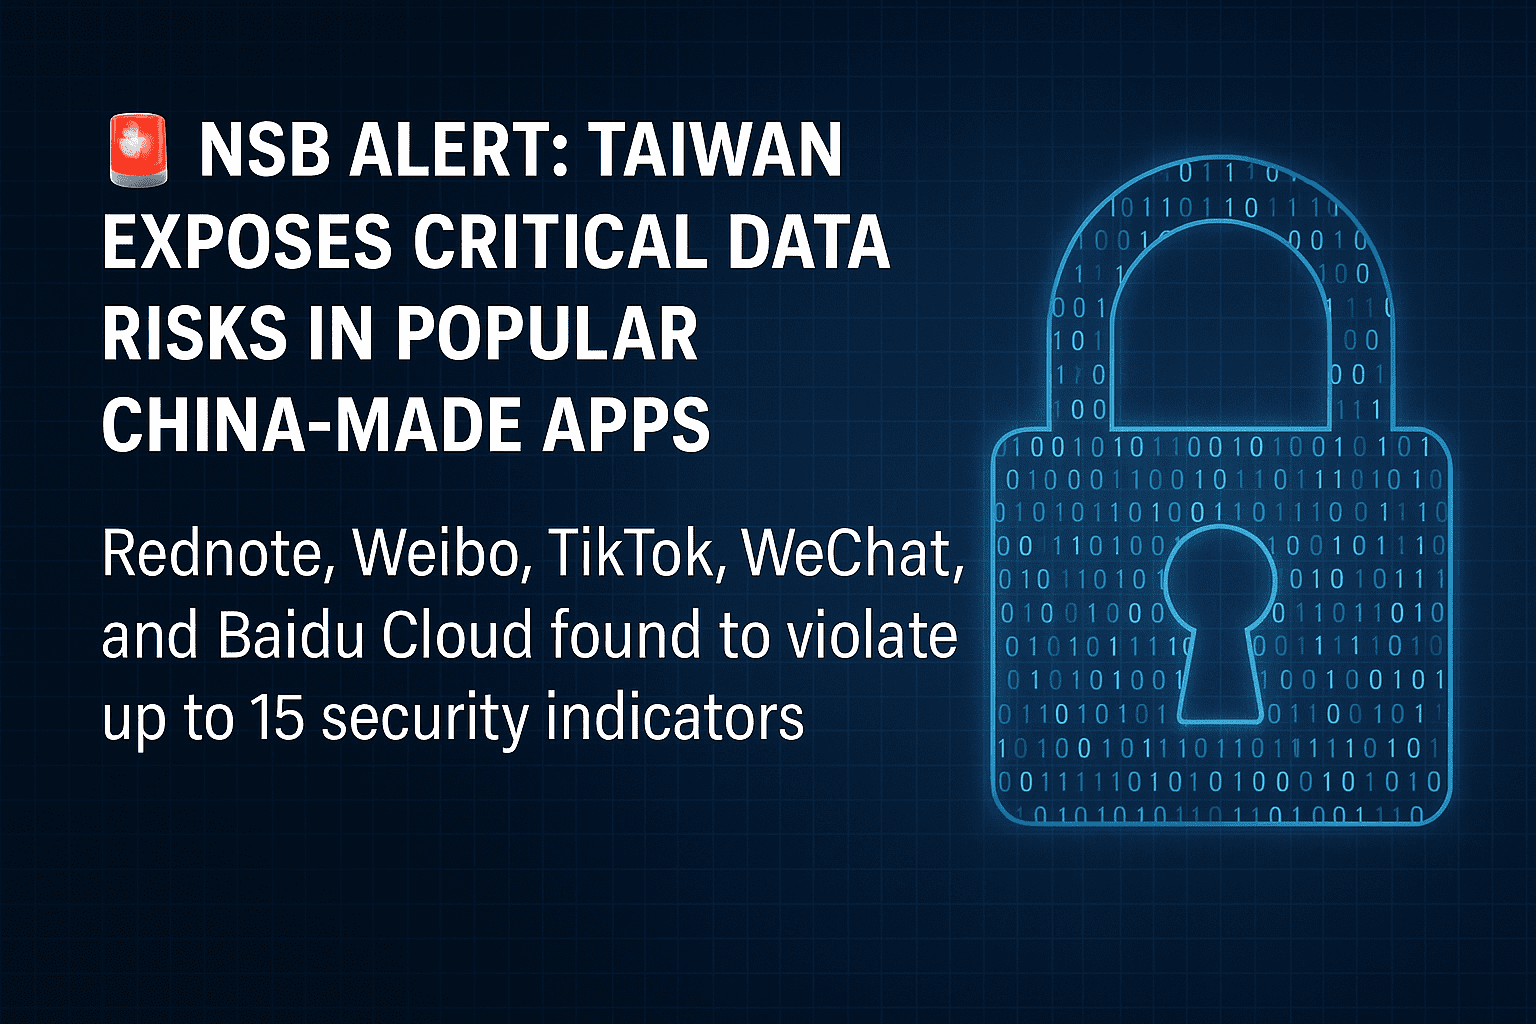 🚨 NSB ALERT: TAIWAN
EXPOSES CRITICAL DATA
RISKS IN POPULAR
CHINA-MADE APPS
Rednote, Weibo, TikTok, WeChat,
and Baidu Cloud found to violate
up to 15 security indicators